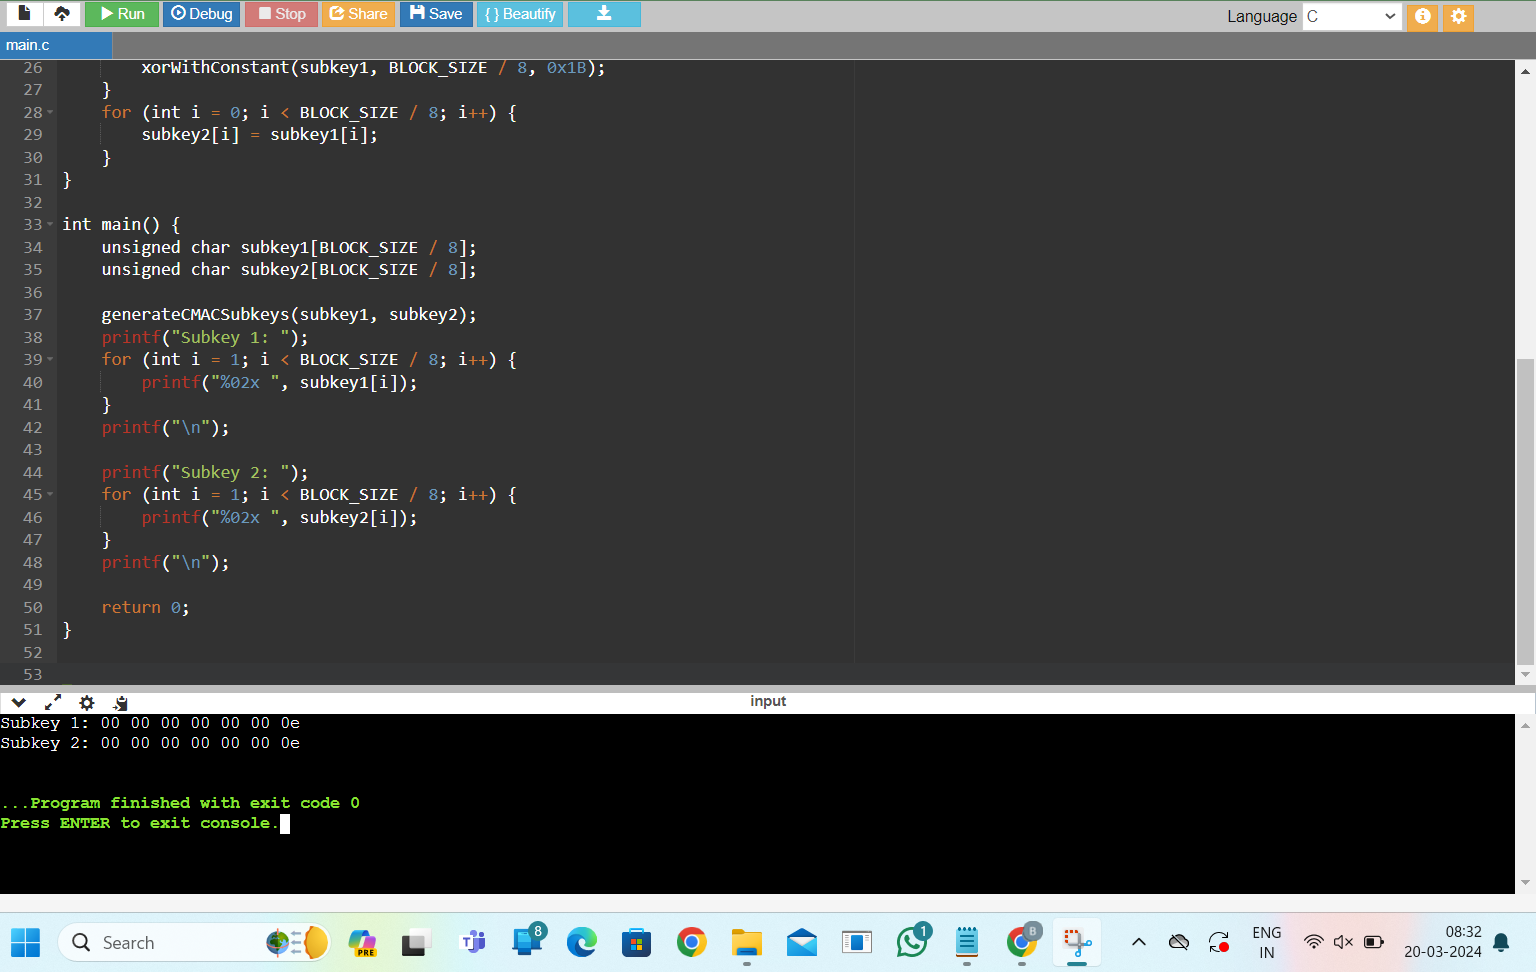 Run Debug Stop Share Save { } Beautify Language C
main.c
26 xorWithConstant(subkey1, BLOCK_SIZE / 8, 0x1B);
27 }
28 for (int i = 0; i < BLOCK_SIZE / 8; i++) {
29 subkey2[i] = subkey1[i];
30 }
31 }
32
33 int main() {
34 unsigned char subkey1[BLOCK_SIZE / 8];
35 unsigned char subkey2[BLOCK_SIZE / 8];
36
37 generateCMACSubkeys(subkey1, subkey2);
38 printf("Subkey 1: ");
39 for (int i = 1; i < BLOCK_SIZE / 8; i++) {
40 printf("%02x ", subkey1[i]);
41 }
42 printf("\n");
43
44 printf("Subkey 2: ");
45 for (int i = 1; i < BLOCK_SIZE / 8; i++) {
46 printf("%02x ", subkey2[i]);
47 }
48 printf("\n");
49
50 return 0;
51 }
52
53
input
Subkey 1: 00 00 00 00 00 00 0e
Subkey 2: 00 00 00 00 00 00 0e
...Program finished with exit code 0
Press ENTER to exit console.
Search PRE 8 1 B ENG 08:32
IN 20-03-2024